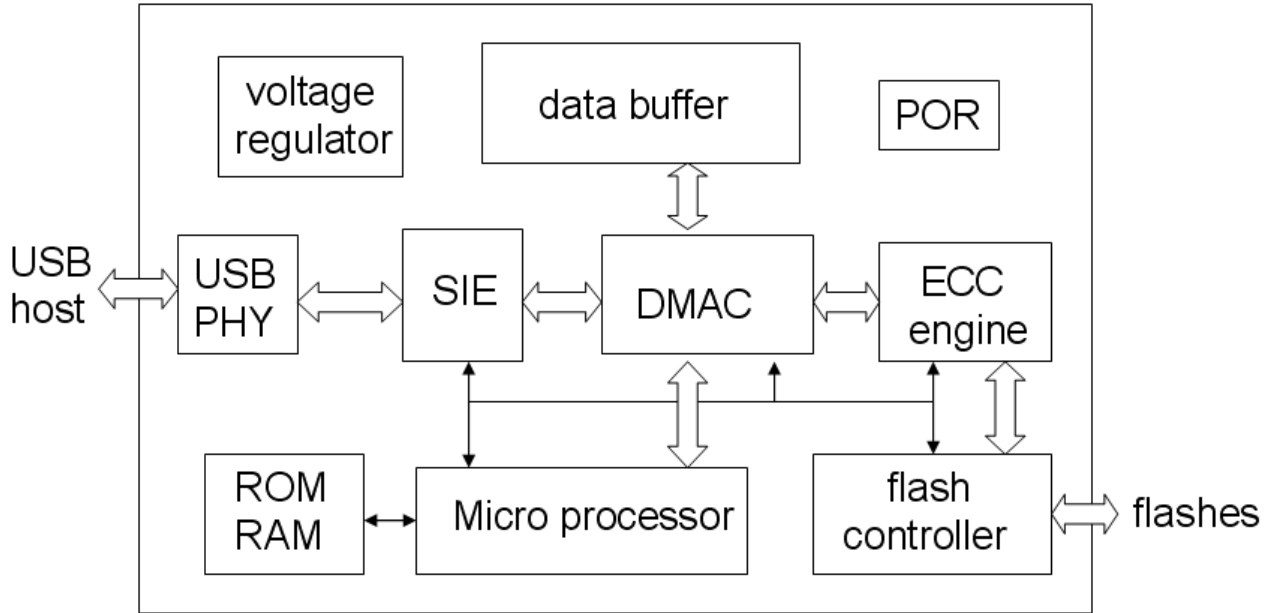 voltage
regulator
data buffer
POR
USB
host
USB
PHY
SIE
DMAC
ECC
engine
ROM
RAM
Micro processor
flash
controller
flashes